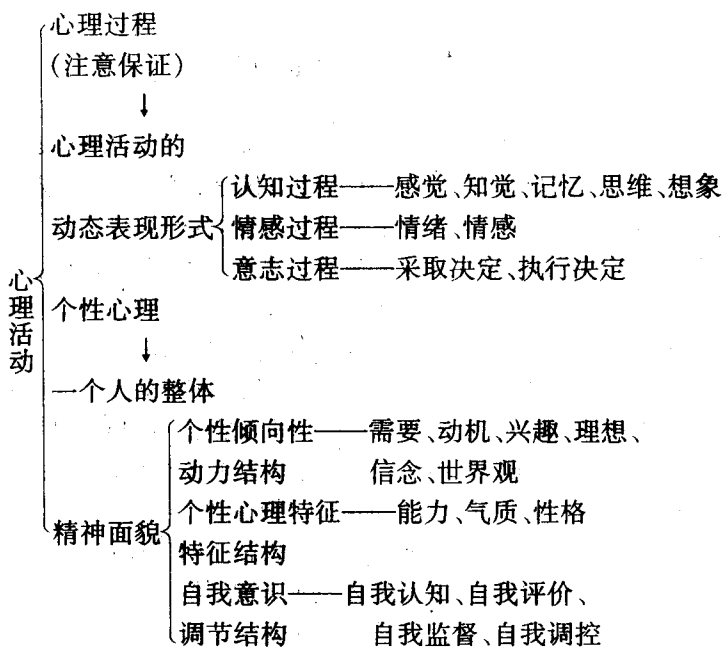 心理过程
(注意保证)
↓
心理活动的
认知过程——感觉、知觉、记忆、思维、想象
动态表现形式
情感过程——情绪、情感
意志过程——采取决定、执行决定
心理活动
个性心理
↓
一个人的整体
个性倾向性——需要、动机、兴趣、理想、
动力结构 信念、世界观
精神面貌
个性心理特征——能力、气质、性格
特征结构
自我意识——自我认知、自我评价、
调节结构 自我监督、自我调控